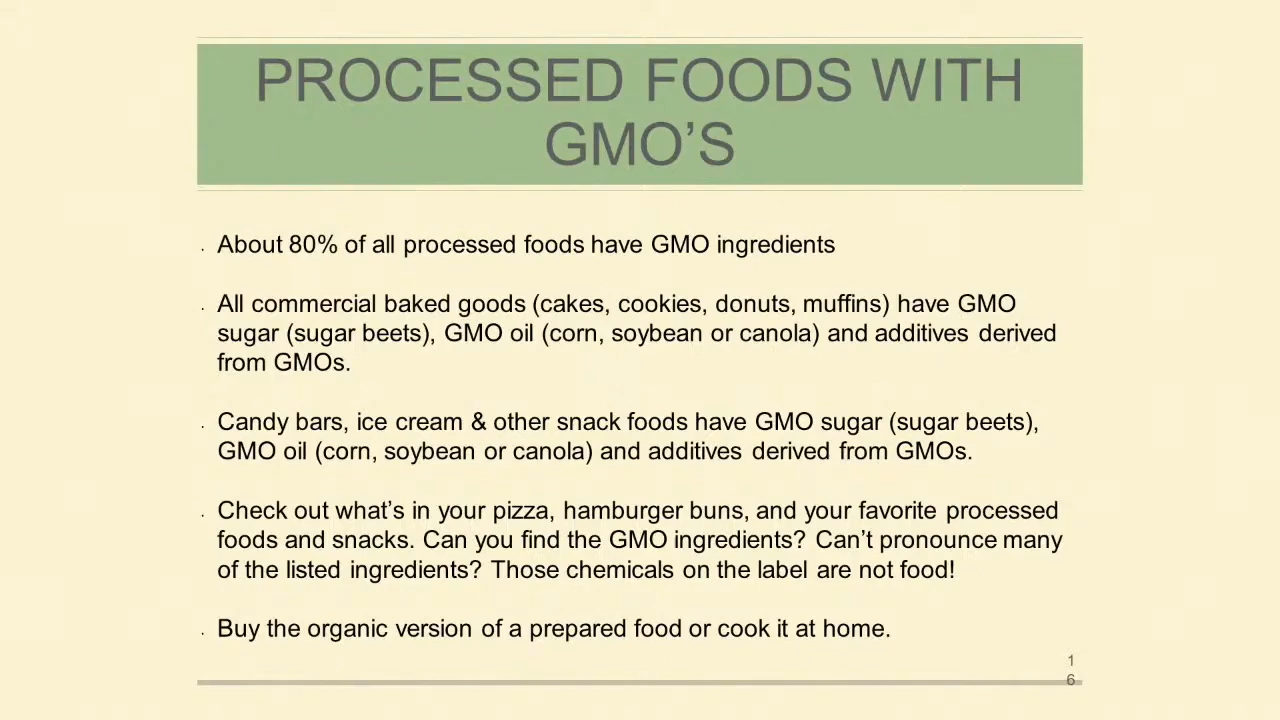 PROCESSED FOODS WITH
GMO’S
· About 80% of all processed foods have GMO ingredients
· All commercial baked goods (cakes, cookies, donuts, muffins) have GMO
sugar (sugar beets), GMO oil (corn, soybean or canola) and additives derived
from GMOs.
· Candy bars, ice cream & other snack foods have GMO sugar (sugar beets),
GMO oil (corn, soybean or canola) and additives derived from GMOs.
· Check out what’s in your pizza, hamburger buns, and your favorite processed
foods and snacks. Can you find the GMO ingredients? Can’t pronounce many
of the listed ingredients? Those chemicals on the label are not food!
· Buy the organic version of a prepared food or cook it at home.
1
6